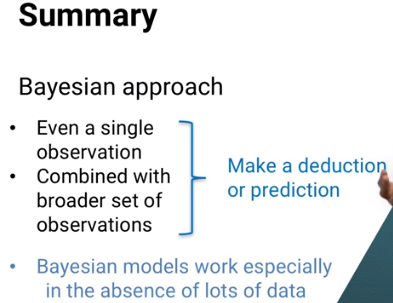 Summary
Bayesian approach
• Even a single
observation
• Combined with
broader set of
observations
Make a deduction
or prediction
• Bayesian models work especially
in the absence of lots of data